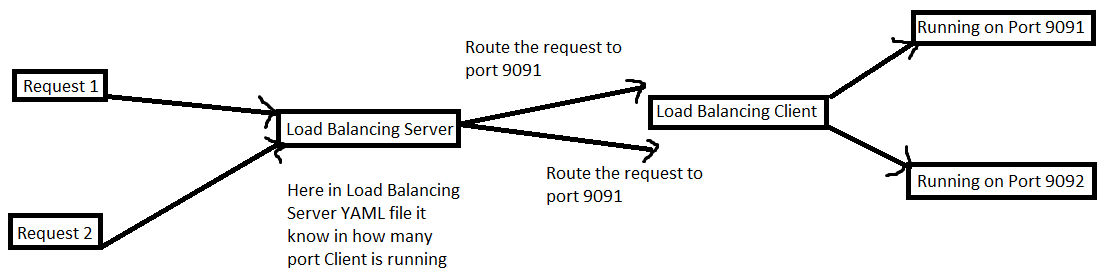 Request 1
Request 2
Load Balancing Server
Here in Load Balancing
Server YAML file it
know in how many
port Client is running
Route the request to
port 9091
Route the request to
port 9091
Load Balancing Client
Running on Port 9091
Running on Port 9092